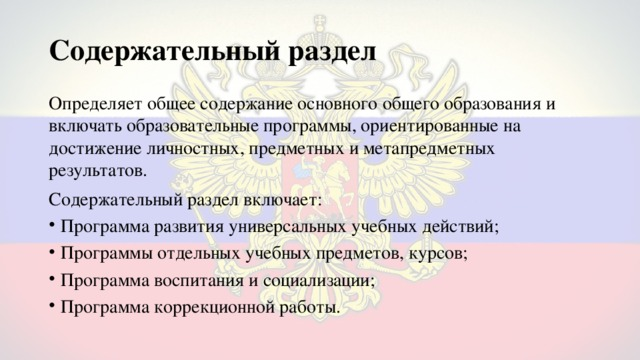 Содержательный раздел
Определяет общее содержание основного общего образования и
включать образовательные программы, ориентированные на
достижение личностных, предметных и метапредметных
результатов.
Содержательный раздел включает:
• Программа развития универсальных учебных действий;
• Программы отдельных учебных предметов, курсов;
• Программа воспитания и социализации;
• Программа коррекционной работы.